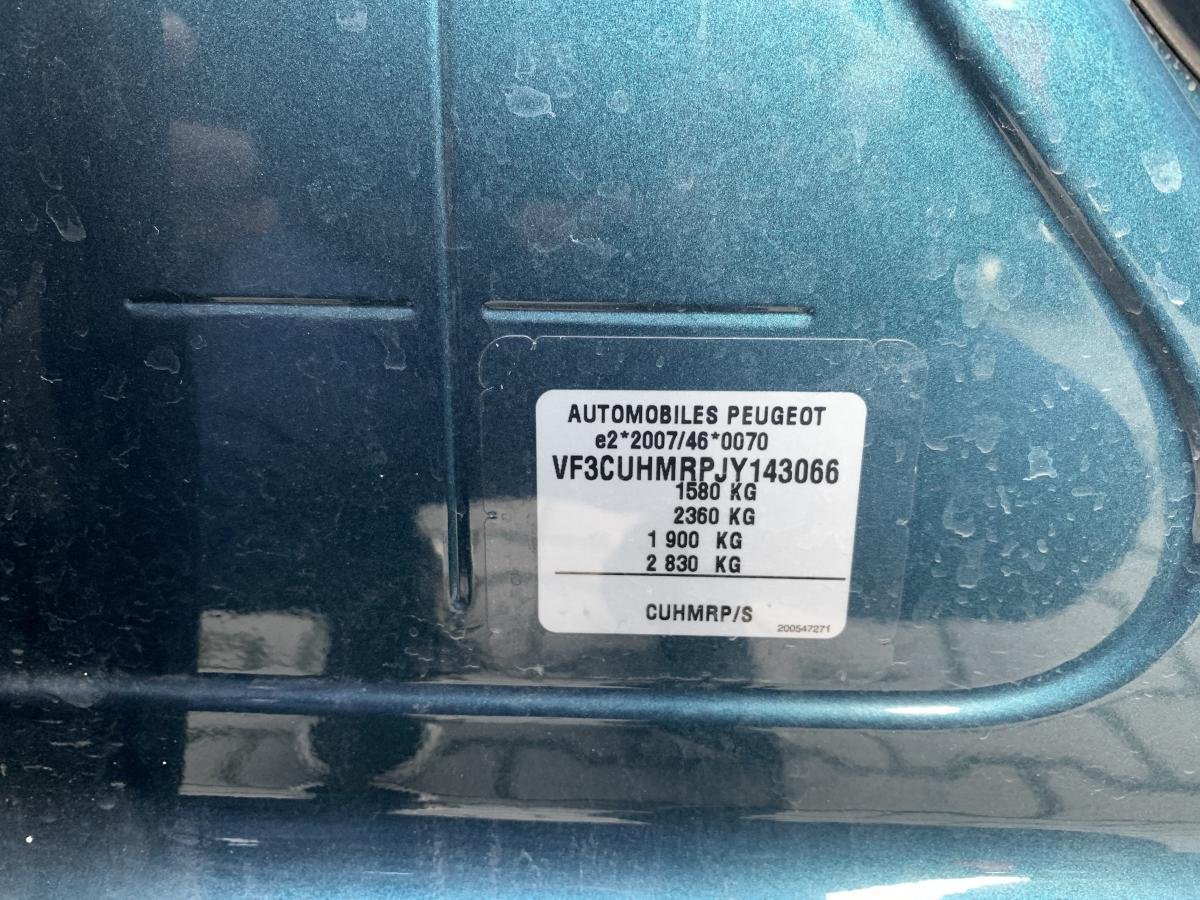 AUTOMOBILES PEUGEOT
e2*2007/46*0070
VF3CUHMRPJY143066
1580 KG
2360 KG
1 900 KG
2 830 KG
CUHMRP/S
200547271